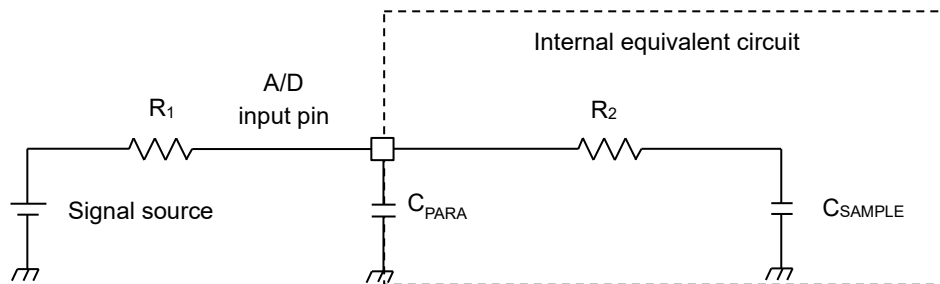 Internal equivalent circuit
A/D
input pin
R1
R2
Signal source
CPARA
CSAMPLE